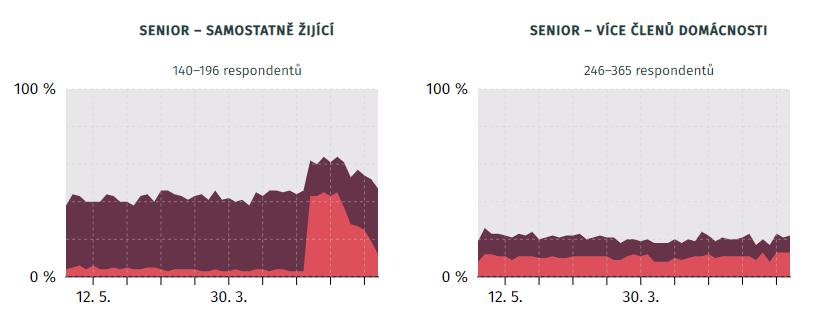 SENIOR – SAMOSTATNĚ ŽIJÍCÍ
140–196 respondentů
100 %
0 %
12. 5.
30. 3.
SENIOR – VÍCE ČLENŮ DOMÁCNOSTI
246–365 respondentů
100 %
0 %
12. 5.
30. 3.